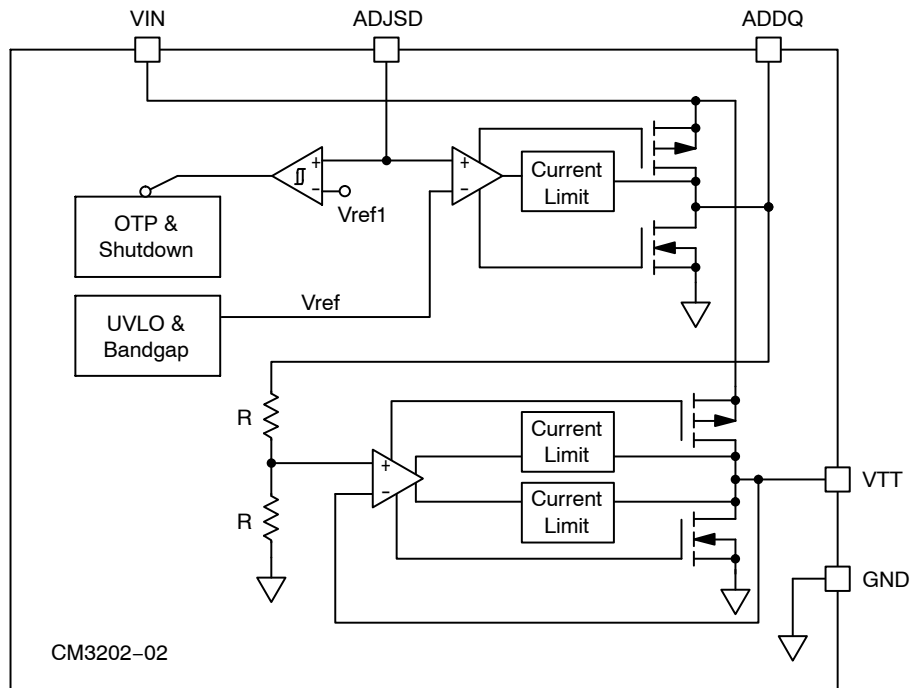 VIN
ADJSD
ADDQ
+
−
Vref1
+
−
Current
Limit
OTP &
Shutdown
Vref
UVLO &
Bandgap
R
R
+
−
Current
Limit
Current
Limit
VTT
GND
CM3202−02